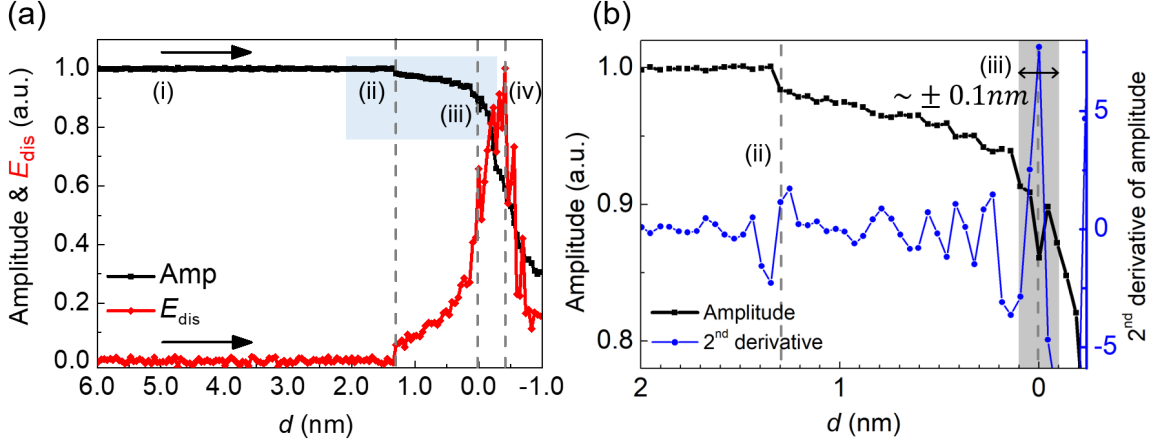 (a)
Amplitude & E_dis (a.u.)
1.0
0.8
0.6
0.4
0.2
0.0
(i)
(ii)
(iii)
(iv)
Amp
E_dis
6.0 5.0 4.0 3.0 2.0 1.0 0.0 -1.0
d (nm)
(b)
Amplitude (a.u.)
1.0
0.9
0.8
(ii)
(iii)
~ ± 0.1nm
Amplitude
2nd derivative
2 1 0
d (nm)
5
0
-5
2nd derivative of amplitude